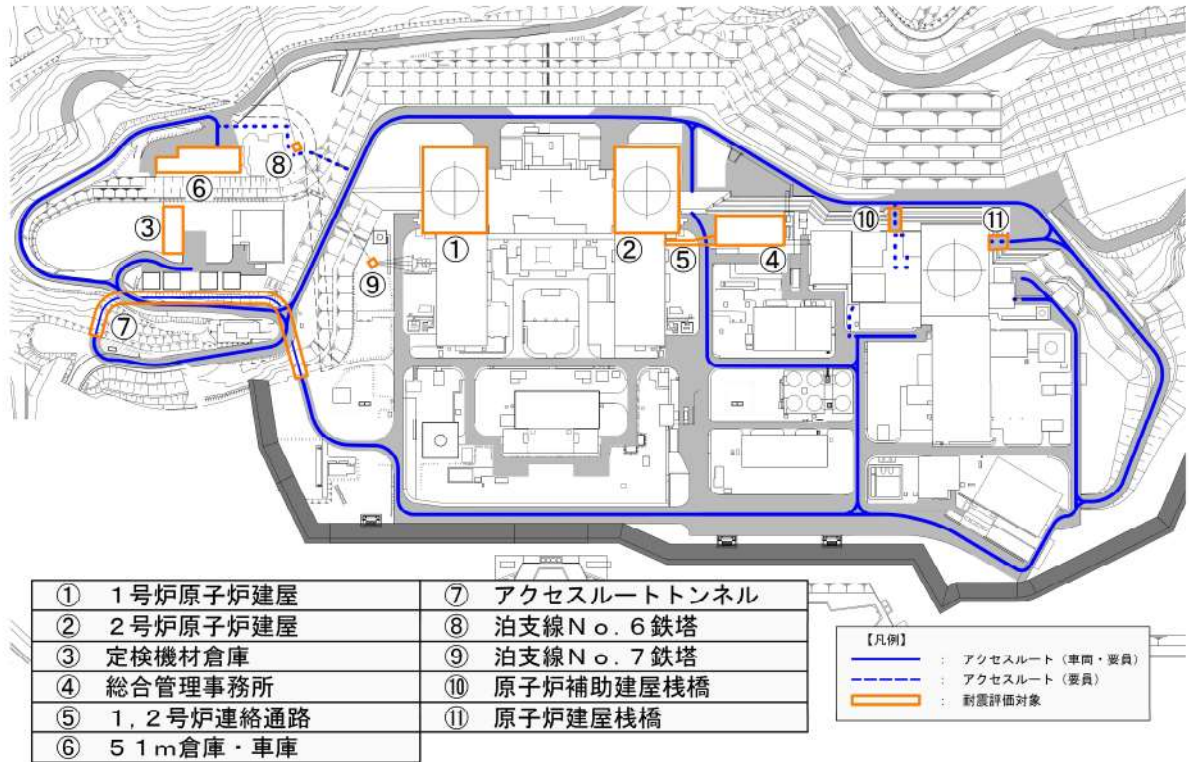 ⑧
⑥
③
①
②
⑩
⑪
⑤
④
⑨
⑦
① 1号炉原子炉建屋
② 2号炉原子炉建屋
③ 定検機材倉庫
④ 総合管理事務所
⑤ 1,2号炉連絡通路
⑥ 51m倉庫・車庫
⑦ アクセスルートトンネル
⑧ 泊支線No.6鉄塔
⑨ 泊支線No.7鉄塔
⑩ 原子炉補助建屋桟橋
⑪ 原子炉建屋桟橋
【凡例】
: アクセスルート(車両・要員)
: アクセスルート(要員)
: 耐震評価対象